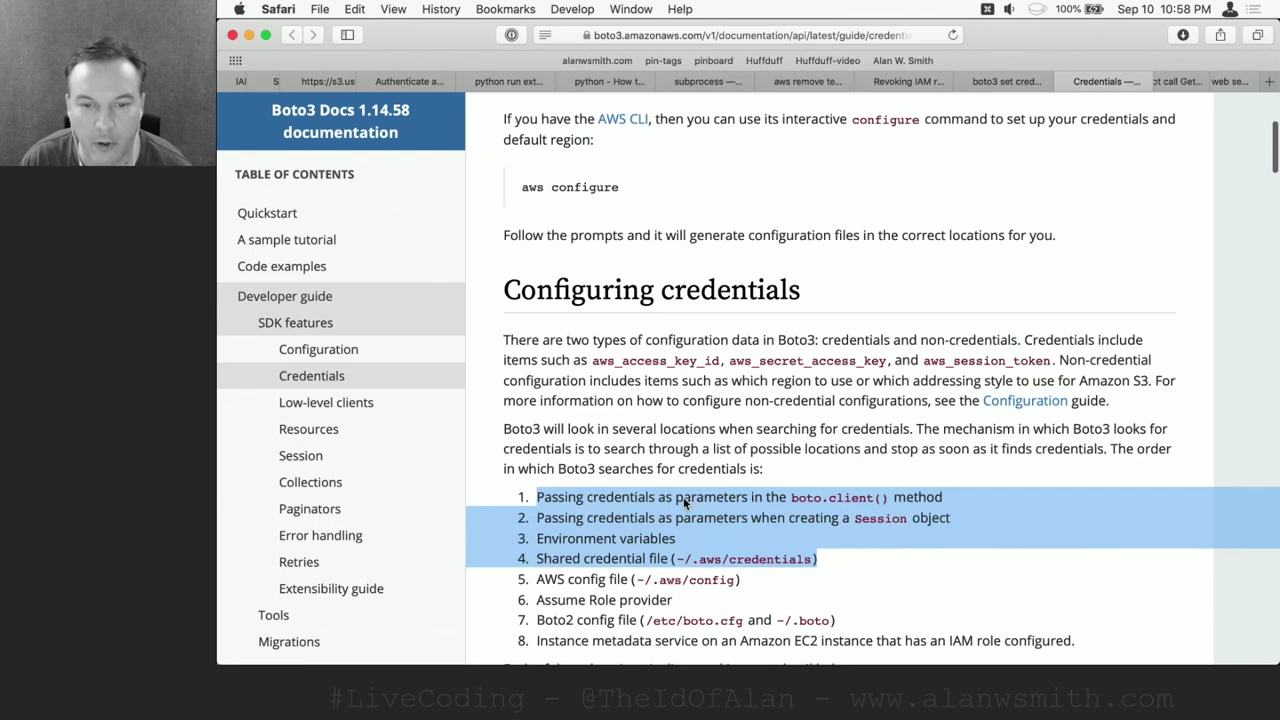 Safari File Edit View History Bookmarks Develop Window Help 100% Sep 10 10:58 PM
boto3.amazonaws.com/v1/documentation/api/latest/guide/credentia
alanwsmith.com pin-tags pinboard Huffduff Huffduff-video Alan W. Smith
IAI S https://s3.us Authenticate a... python run ext... python - How t... subprocess —... aws remove te... Revoking IAM r... boto3 set cred... Credentials —... ot call Get... web se...
Boto3 Docs 1.14.58
documentation
TABLE OF CONTENTS
Quickstart
A sample tutorial
Code examples
Developer guide
SDK features
Configuration
Credentials
Low-level clients
Resources
Session
Collections
Paginators
Error handling
Retries
Extensibility guide
Tools
Migrations
If you have the AWS CLI, then you can use its interactive configure command to set up your credentials and
default region:
aws configure
Follow the prompts and it will generate configuration files in the correct locations for you.
Configuring credentials
There are two types of configuration data in Boto3: credentials and non-credentials. Credentials include
items such as aws_access_key_id, aws_secret_access_key, and aws_session_token. Non-credential
configuration includes items such as which region to use or which addressing style to use for Amazon S3. For
more information on how to configure non-credential configurations, see the Configuration guide.
Boto3 will look in several locations when searching for credentials. The mechanism in which Boto3 looks for
credentials is to search through a list of possible locations and stop as soon as it finds credentials. The order
in which Boto3 searches for credentials is:
1. Passing credentials as parameters in the boto.client() method
2. Passing credentials as parameters when creating a Session object
3. Environment variables
4. Shared credential file (~/.aws/credentials)
5. AWS config file (~/.aws/config)
6. Assume Role provider
7. Boto2 config file (/etc/boto.cfg and ~/.boto)
8. Instance metadata service on an Amazon EC2 instance that has an IAM role configured.
#LiveCoding - @TheIdOfAlan - www.alanwsmith.com